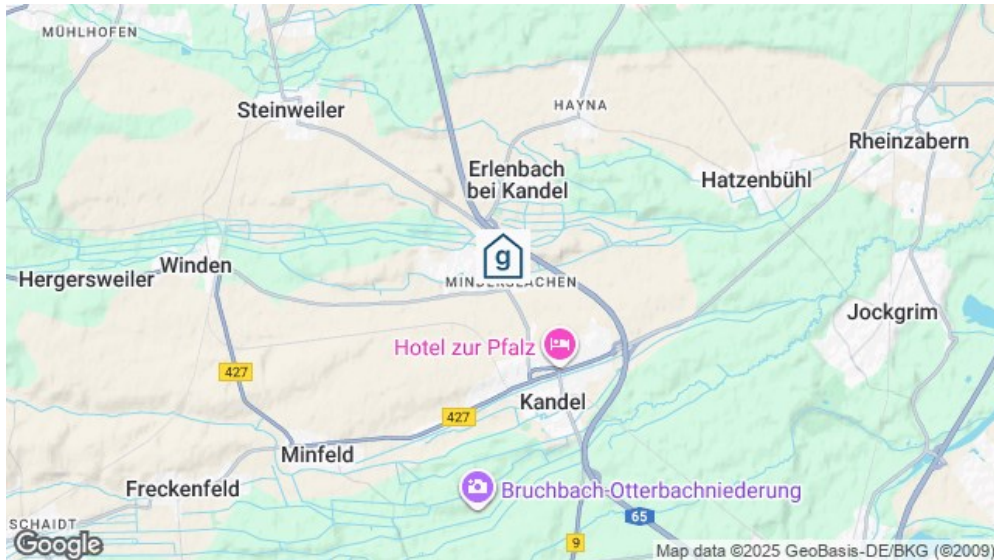 MÜHLHOFEN
Steinweiler
HAYNA
Rheinzabern
Erlenbach
bei Kandel
Hatzenbühl
g
Winden
Hergersweiler
MINDERSLACHEN
Jockgrim
Hotel zur Pfalz
427
Kandel
427
Minfeld
Freckenfeld
Bruchbach-Otterbachniederung
SCHAIDT
65
9
Google
Map data ©2025 GeoBasis-DE/BKG (©2009)